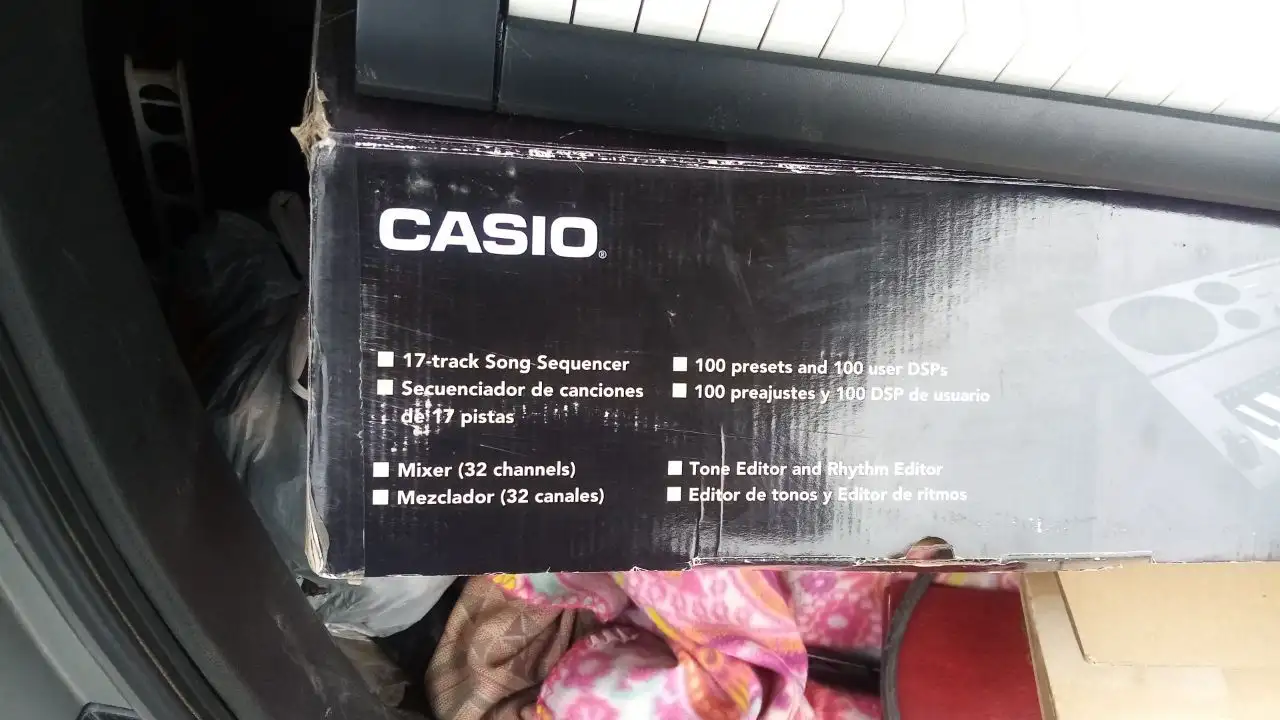 CASIO®
17-track Song Sequencer
Secuenciador de canciones
de 17 pistas
100 presets and 100 user DSPs
100 preajustes y 100 DSP de usuario
Mixer (32 channels)
Mezclador (32 canales)
Tone Editor and Rhythm Editor
Editor de tonos y Editor de ritmos